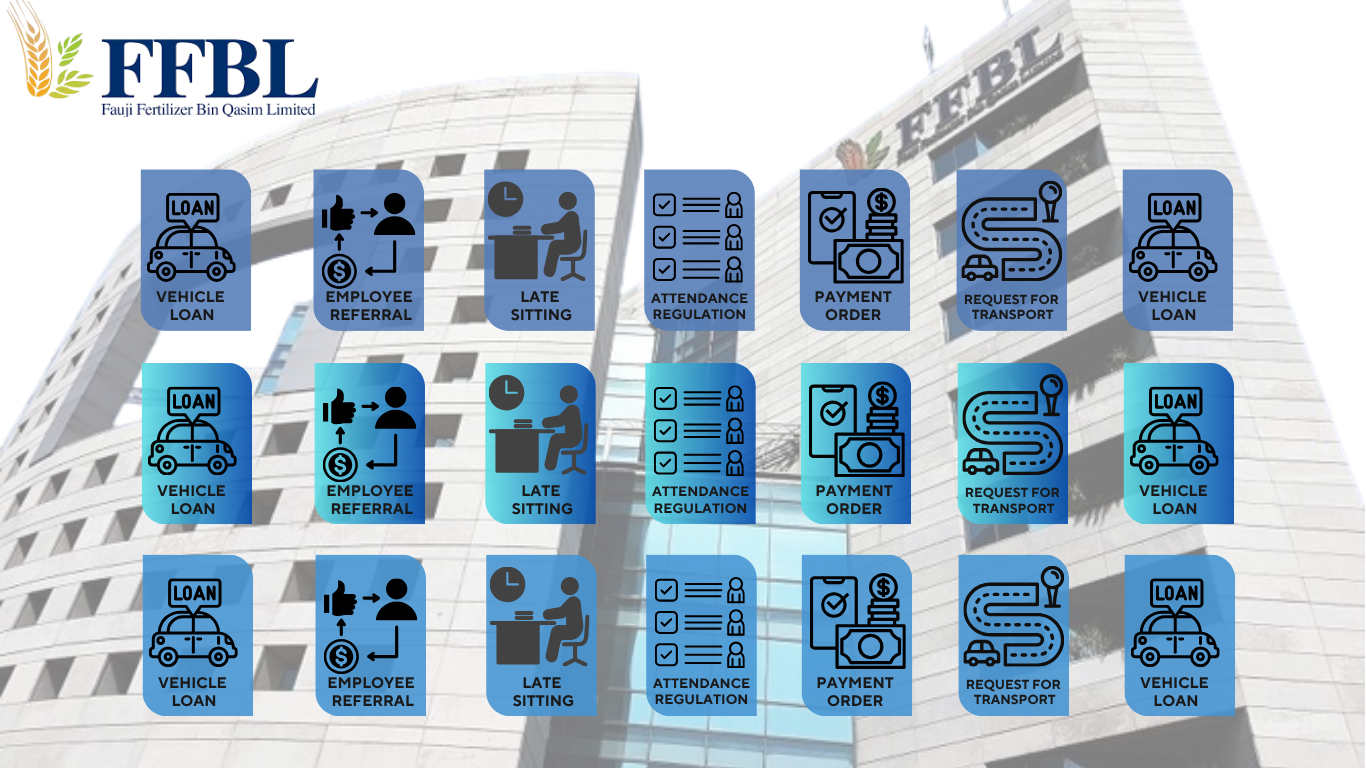 FFBL
Fauji Fertilizer Bin Qasim Limited
FFBL
LOAN
VEHICLE
LOAN
EMPLOYEE
REFERRAL
LATE
SITTING
ATTENDANCE
REGULATION
PAYMENT
ORDER
REQUEST FOR
TRANSPORT
LOAN
VEHICLE
LOAN
LOAN
VEHICLE
LOAN
EMPLOYEE
REFERRAL
LATE
SITTING
ATTENDANCE
REGULATION
PAYMENT
ORDER
REQUEST FOR
TRANSPORT
LOAN
VEHICLE
LOAN
LOAN
VEHICLE
LOAN
EMPLOYEE
REFERRAL
LATE
SITTING
ATTENDANCE
REGULATION
PAYMENT
ORDER
REQUEST FOR
TRANSPORT
LOAN
VEHICLE
LOAN